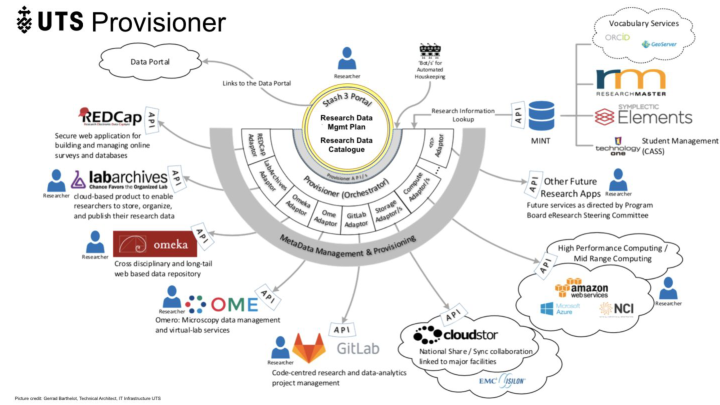 UTS Provisioner
Data Portal
Links to the Data Portal
Researcher
'Bot/s' for
Automated
Housekeeping
Vocabulary Services
ORCID
GeoServer
rm
RESEARCHMASTER
SYMPLECTIC
Elements
technology
one
Student Management
(CASS)
Research Information
Lookup
API
MINT
Stash 3 Portal
Research Data
Mgmt Plan
Research Data
Catalogue
Provisioner (Orchestrator)
REDCap
Adaptor
LabArchives
Adaptor
Omeka
Adaptor
Ome
Adaptor
GitLab
Adaptor
Storage
Adaptor/s
Compute
Adaptor/s
...
Adaptor
MetaData Management & Provisioning
REDCap
API
Secure web application for
building and managing online
surveys and databases
labarchives
Chance Favors the Organized Lab
API
Researcher
cloud-based product to enable
researchers to store, organize,
and publish their research data
omeka
API
Researcher
Cross disciplinary and long-tail
web based data repository
OME
API
Researcher
Omero: Microscopy data management
and virtual-lab services
API
GitLab
Researcher
Code-centred research and data-analytics
project management
API
cloudstor
National Share / Sync collaboration
linked to major facilities
EMC² ISILON
API
Other Future
Research Apps
Researcher
Future services as directed by Program
Board eResearch Steering Committee
High Performance Computing /
Mid Range Computing
API
amazon
webservices
Microsoft
Azure
NCI
Researcher
Picture credit: Gerrad Barthelot, Technical Architect, IT Infrastructure UTS